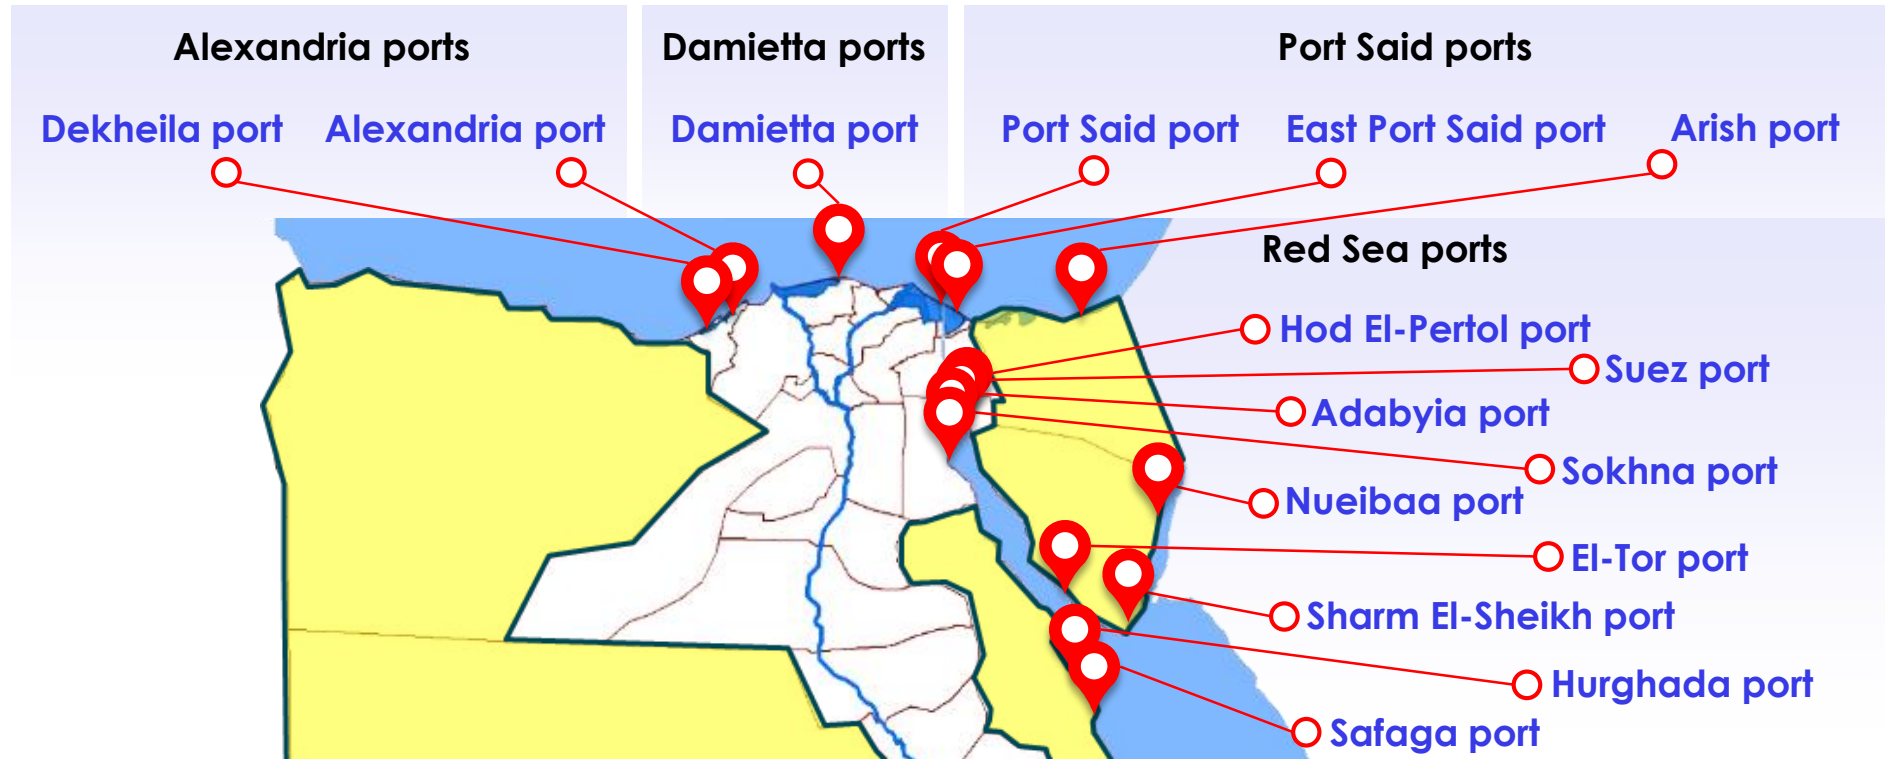 Alexandria ports
Damietta ports
Port Said ports
Dekheila port
Alexandria port
Damietta port
Port Said port
East Port Said port
Arish port
Red Sea ports
Hod El-Pertol port
Suez port
Adabyia port
Sokhna port
Nueibaa port
El-Tor port
Sharm El-Sheikh port
Hurghada port
Safaga port